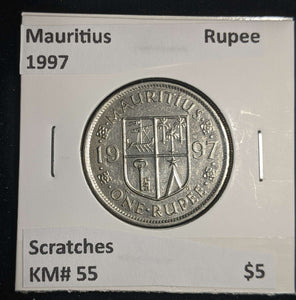 Mauritius Rupee
1997
MAURITIUS
19 97
ONE·RUPEE
Scratches
KM# 55 $5